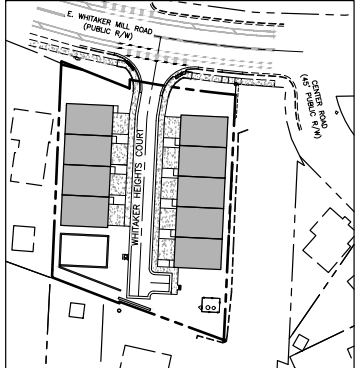 E. WHITAKER MILL ROAD
(PUBLIC R/W)
CENTER ROAD
(45' PUBLIC R/W)
WHITAKER HEIGHTS COURT